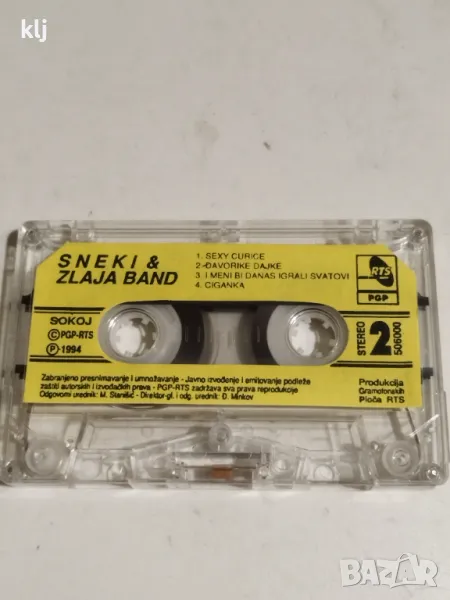 klj
SNEKI &
ZLAJA BAND
1. SEXY CURICE
2. DAVORIKE DAJKE
3. I MENI BI DANAS IGRALI SVATOVI
4. CIGANKA
RTS
PGP
SOKOJ
© PGP-RTS
Ⓟ 1994
STEREO
2
506000
Zabranjeno presnimavanje i umnožavanje - Javno izvođenje i emitovanje podleže
zaštiti autorskih i izvođačkih prava - PGP-RTS zadržava sva prava reprodukcije
Odgovorni urednik: M. Stanišić - Direktor-gl. i odg. urednik: D. Minkov
Produkcija
Gramofonskih
Ploča RTS
BAZAR